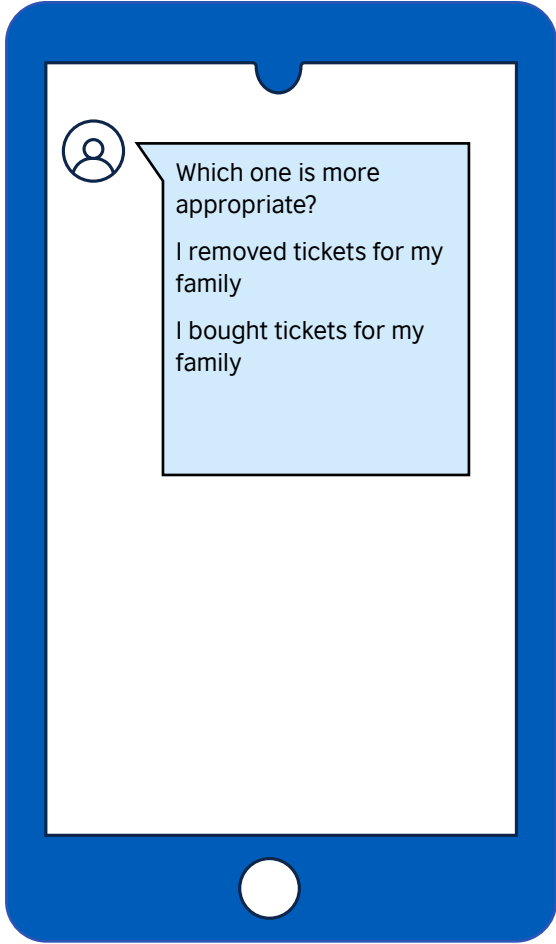 Which one is more
appropriate?
I removed tickets for my
family
I bought tickets for my
family